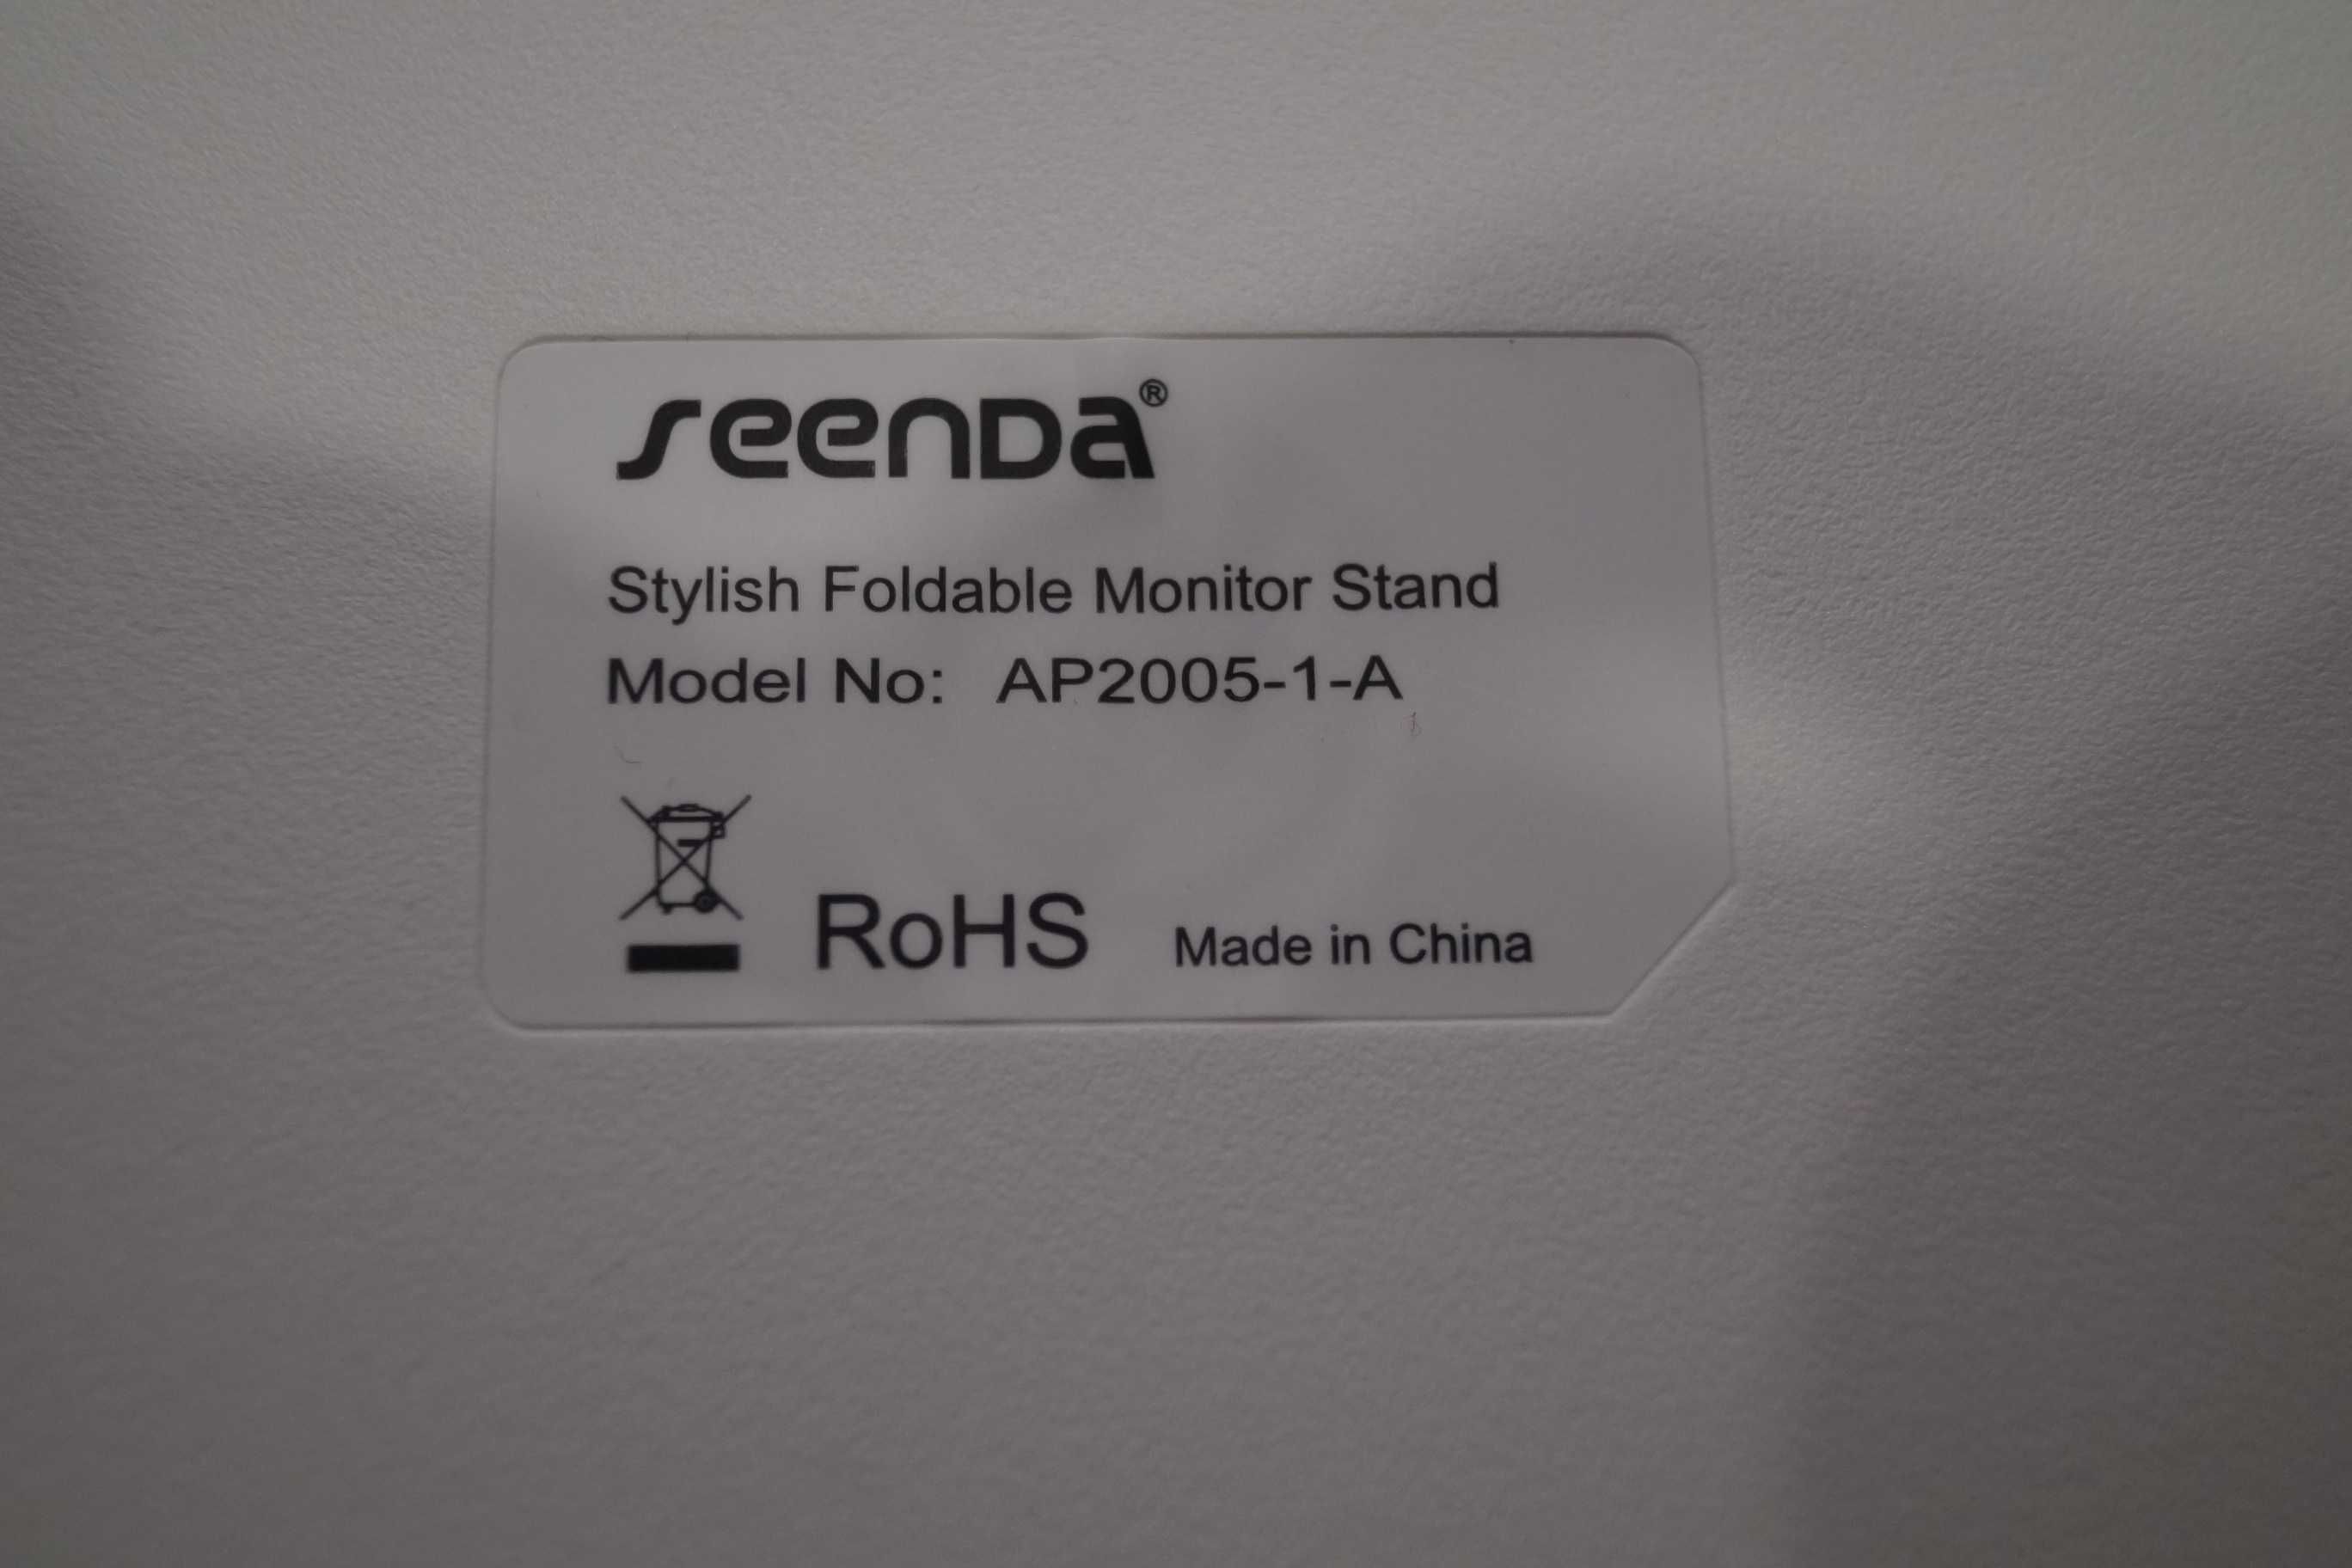 seenda®
Stylish Foldable Monitor Stand
Model No: AP2005-1-A
RoHS Made in China